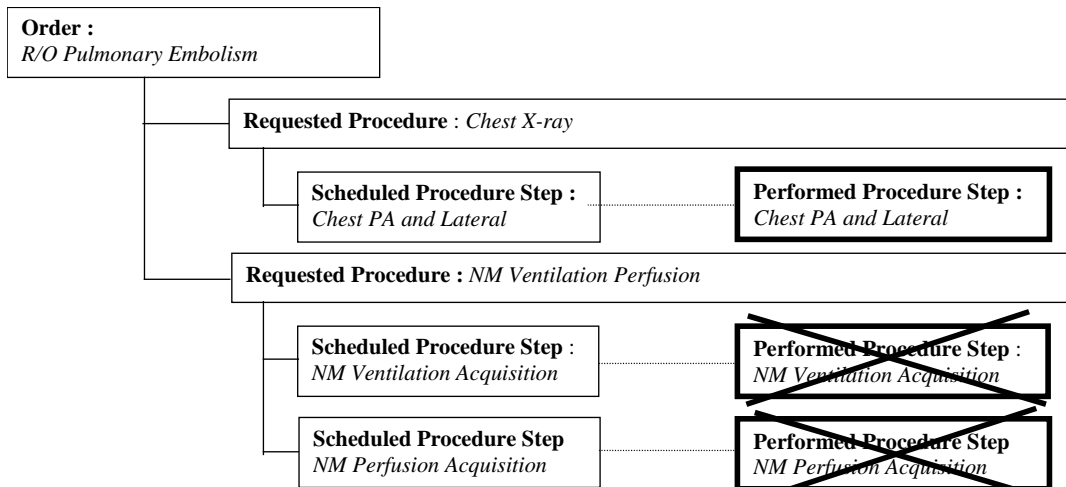 Order :
R/O Pulmonary Embolism
Requested Procedure : Chest X-ray
Scheduled Procedure Step :
Chest PA and Lateral
Performed Procedure Step :
Chest PA and Lateral
Requested Procedure : NM Ventilation Perfusion
Scheduled Procedure Step :
NM Ventilation Acquisition
Performed Procedure Step :
NM Ventilation Acquisition
Scheduled Procedure Step
NM Perfusion Acquisition
Performed Procedure Step
NM Perfusion Acquisition